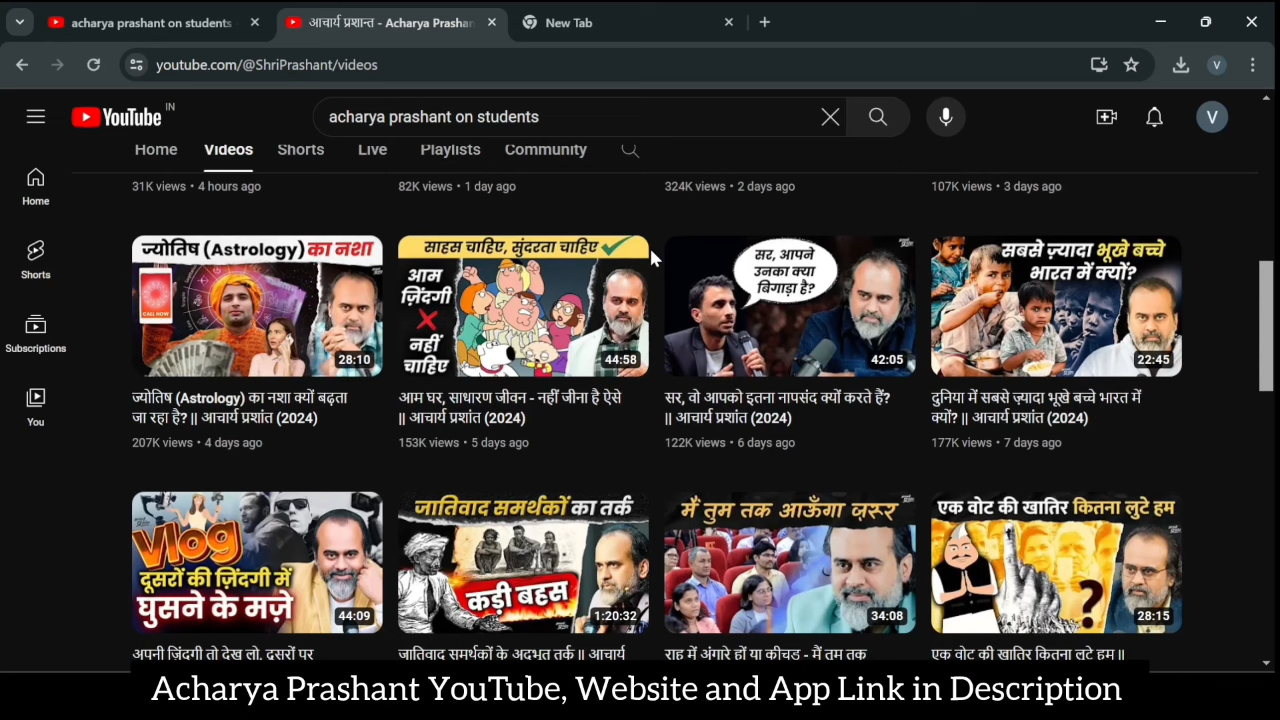 acharya prashant on students
आचार्य प्रशान्त - Acharya Prashan
New Tab
youtube.com/@ShriPrashant/videos
V
YouTube IN
acharya prashant on students
V
Home Videos Shorts Live Playlists Community
Home
Shorts
Subscriptions
You
31K views • 4 hours ago
82K views • 1 day ago
324K views • 2 days ago
107K views • 3 days ago
ज्योतिष (Astrology) का नशा
CALL NOW
28:10
साहस चाहिए, सुंदरता चाहिए
आम
ज़िंदगी
नहीं
चाहिए
44:58
सर, आपने
उनका क्या
बिगाड़ा है?
42:05
सबसे ज़्यादा भूखे बच्चे
भारत में क्यों?
22:45
ज्योतिष (Astrology) का नशा क्यों बढ़ता
जा रहा है? || आचार्य प्रशांत (2024)
207K views • 4 days ago
आम घर, साधारण जीवन - नहीं जीना है ऐसे
|| आचार्य प्रशांत (2024)
153K views • 5 days ago
सर, वो आपको इतना नापसंद क्यों करते हैं?
|| आचार्य प्रशांत (2024)
122K views • 6 days ago
दुनिया में सबसे ज़्यादा भूखे बच्चे भारत में
क्यों? || आचार्य प्रशांत (2024)
177K views • 7 days ago
Vlog
दूसरों की ज़िंदगी में
घुसने के मज़े
44:09
जातिवाद समर्थकों का तर्क
कड़ी बहस
1:20:32
मैं तुम तक आऊँगा ज़रूर
34:08
एक वोट की खातिर कितना लुटे हम
?
28:15
अपनी ज़िंदगी तो देख लो, दूसरों पर
जातिवाद समर्थकों के अदभुत तर्क || आचार्य
राह में अंगारे हों या कीचड़ - मैं तुम तक
एक वोट की खातिर कितना लुटे हम ||
Acharya Prashant YouTube, Website and App Link in Description